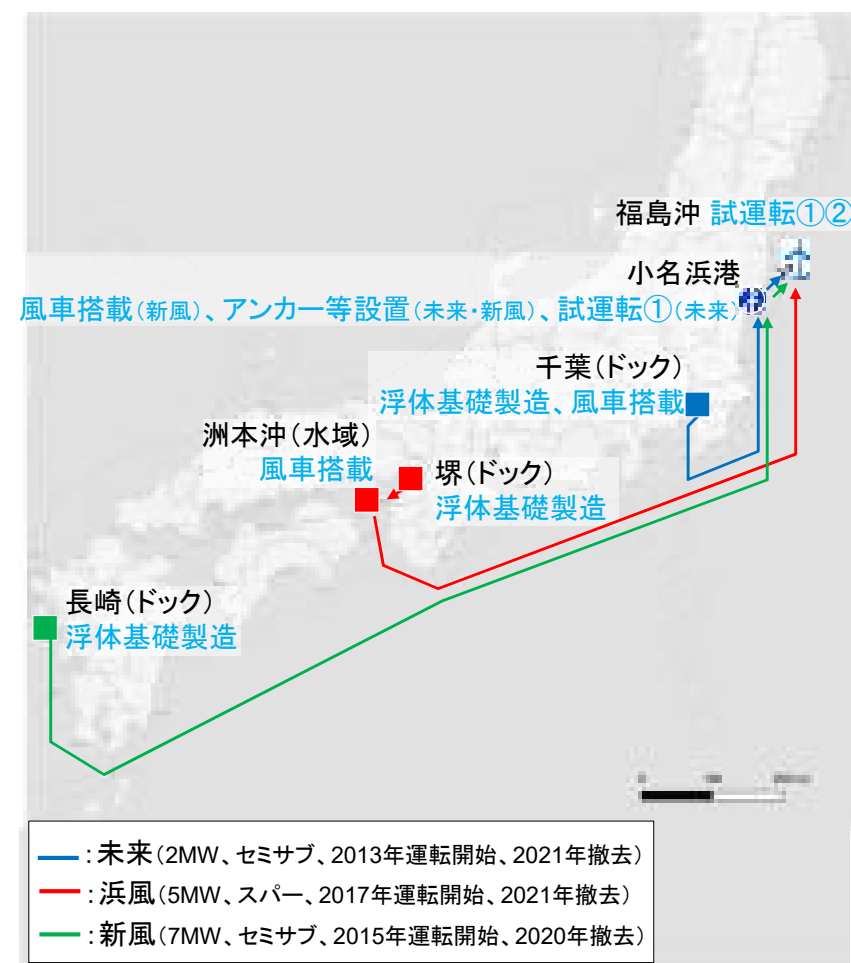 福島沖 試運転①②
小名浜港
風車搭載(新風)、アンカー等設置(未来・新風)、試運転①(未来)
千葉(ドック)
浮体基礎製造、風車搭載
洲本沖(水域)
風車搭載
堺(ドック)
浮体基礎製造
長崎(ドック)
浮体基礎製造
:未来(2MW、セミサブ、2013年運転開始、2021年撤去)
:浜風(5MW、スパー、2017年運転開始、2021年撤去)
:新風(7MW、セミサブ、2015年運転開始、2020年撤去)